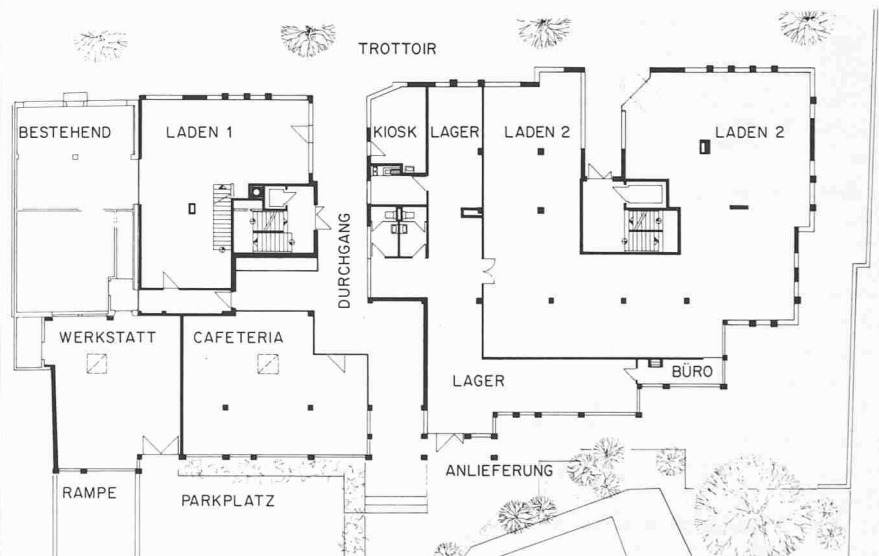 TROTTOIR
BESTEHEND
LADEN 1
KIOSK
LAGER
LADEN 2
LADEN 2
DURCHGANG
WERKSTATT
CAFETERIA
LAGER
BÜRO
ANLIEFERUNG
RAMPE
PARKPLATZ